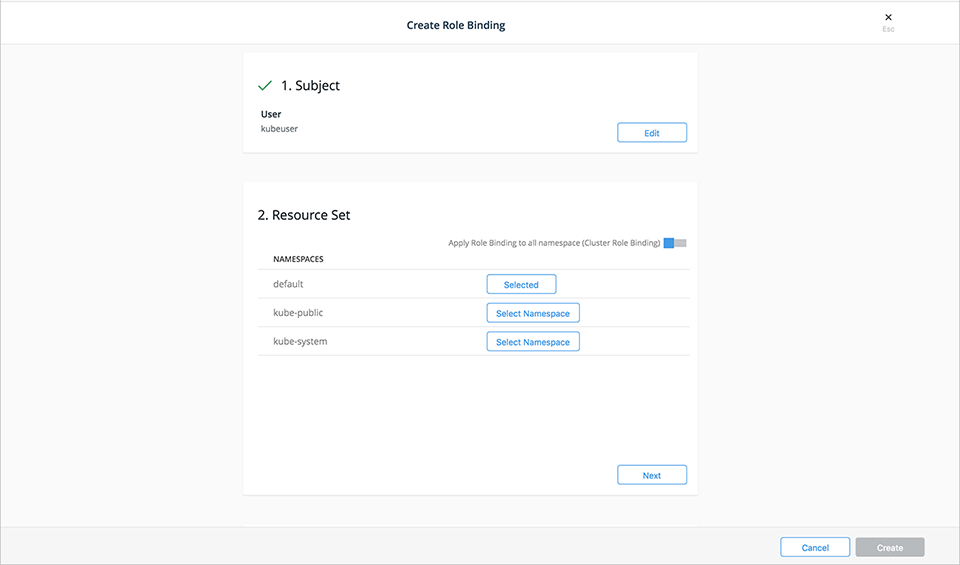 Create Role Binding
Esc
1. Subject
User
kubeuser
Edit
2. Resource Set
Apply Role Binding to all namespace (Cluster Role Binding)
NAMESPACES
default Selected
kube-public Select Namespace
kube-system Select Namespace
Next
Cancel Create